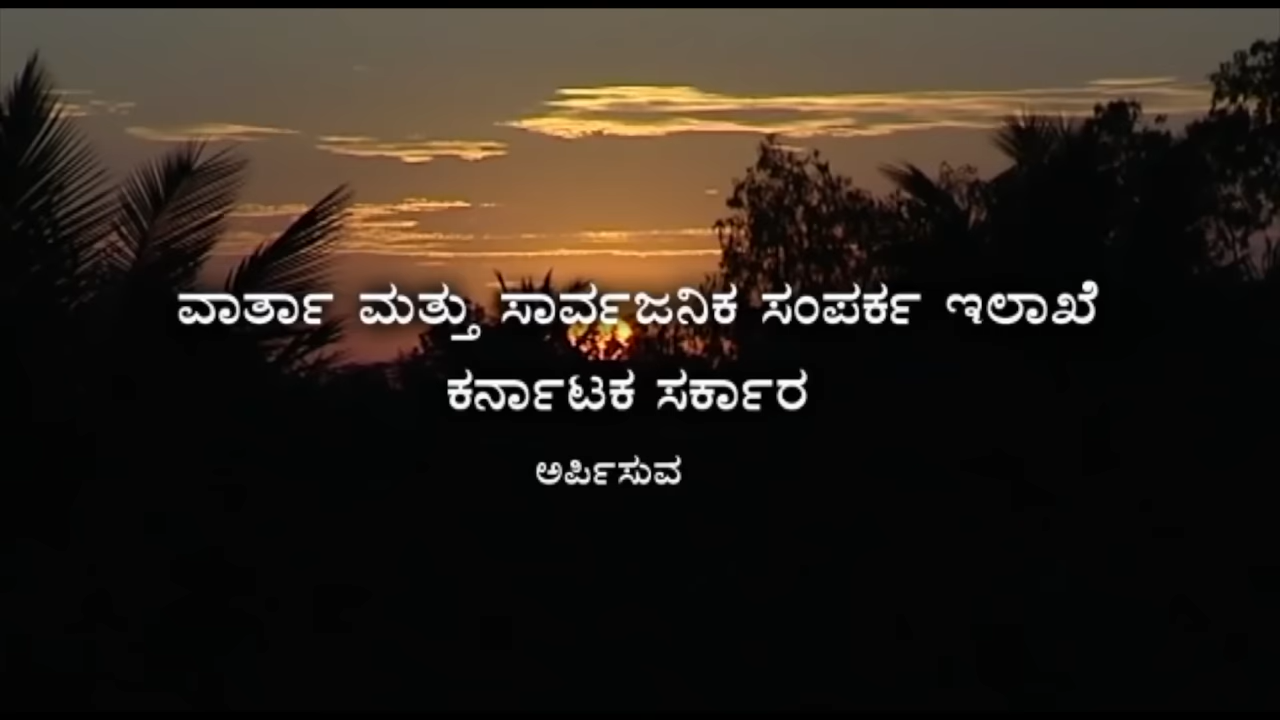 ವಾರ್ತಾ ಮತ್ತು ಸಾರ್ವಜನಿಕ ಸಂಪರ್ಕ ಇಲಾಖೆ
ಕರ್ನಾಟಕ ಸರ್ಕಾರ
ಅರ್ಪಿಸುವ